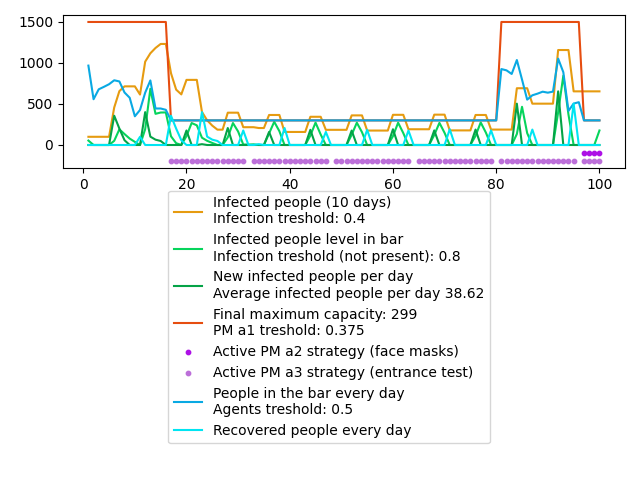 1500
1000
500
0
0
20
40
60
80
100
Infected people (10 days)
Infection treshold: 0.4
Infected people level in bar
Infection treshold (not present): 0.8
New infected people per day
Average infected people per day 38.62
Final maximum capacity: 299
PM a1 treshold: 0.375
Active PM a2 strategy (face masks)
Active PM a3 strategy (entrance test)
People in the bar every day
Agents treshold: 0.5
Recovered people every day